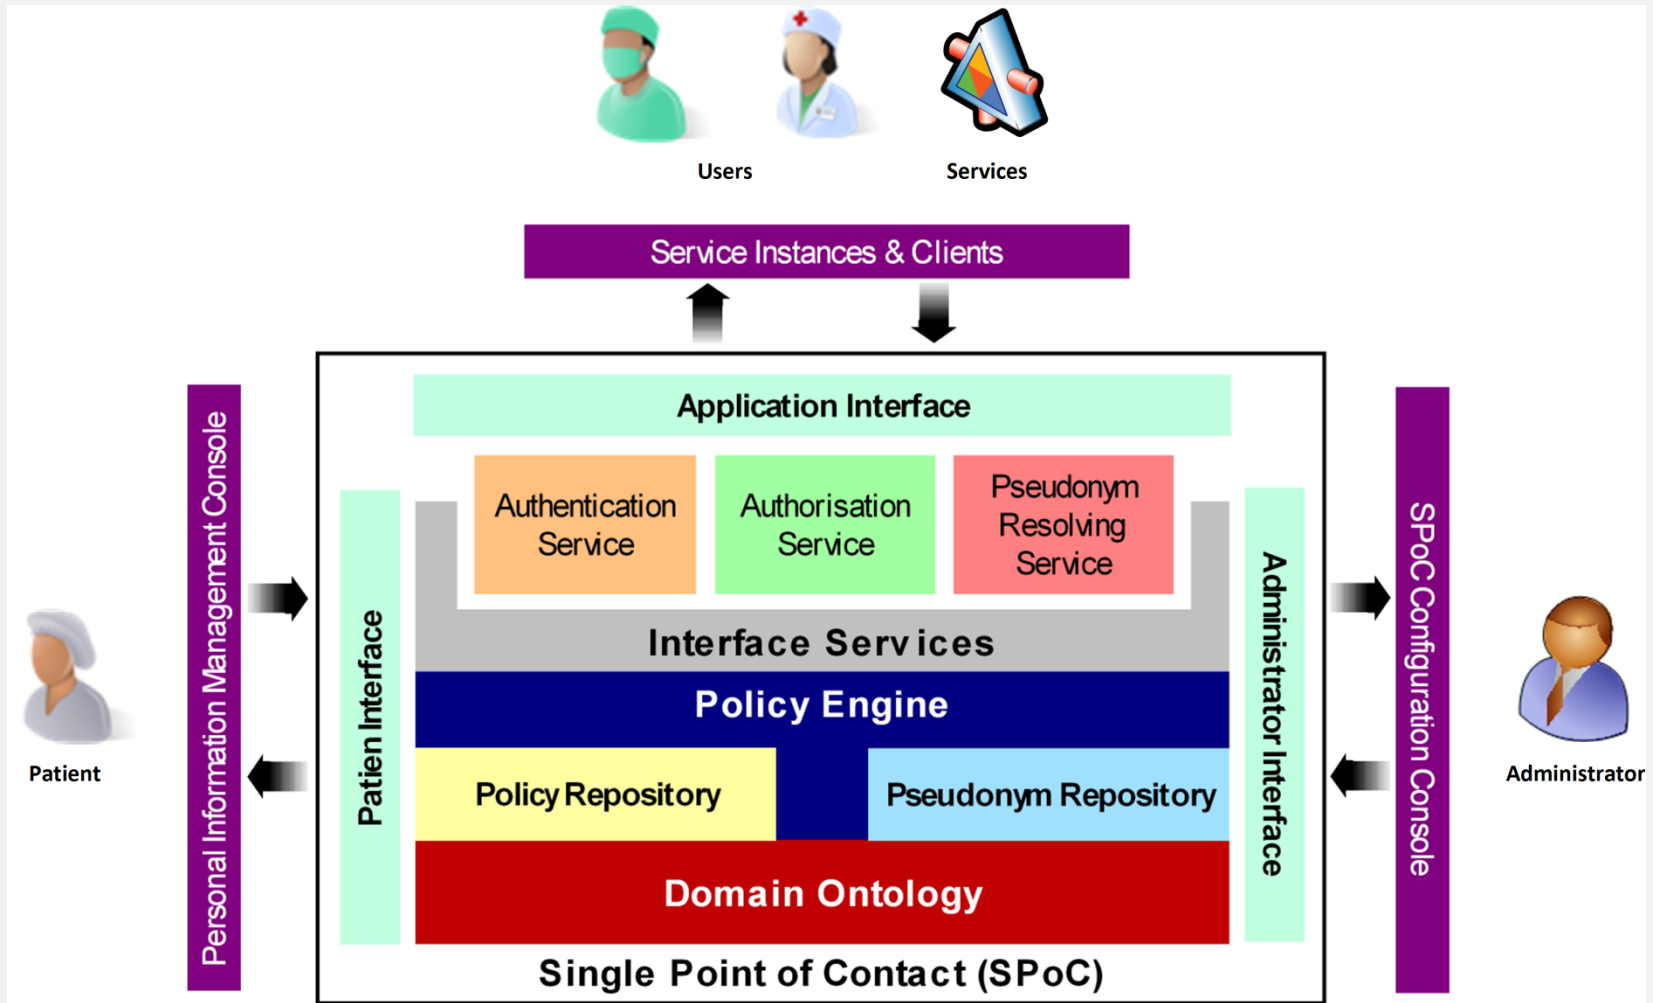 Users
Services
Service Instances & Clients
Application Interface
Authentication
Service
Authorisation
Service
Pseudonym
Resolving
Service
Personal Information Management Console
Patient Interface
Administrator Interface
SPoC Configuration Console
Interface Services
Policy Engine
Patient
Administrator
Policy Repository
Pseudonym Repository
Domain Ontology
Single Point of Contact (SPoC)